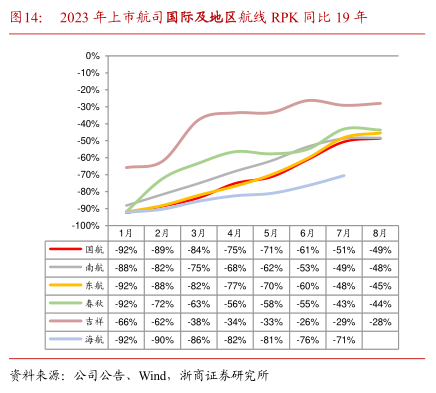 图14： 2023 年上市航司国际及地区航线 RPK 同比 19 年
0%
-10%
-20%
-30%
-40%
-50%
-60%
-70%
-80%
-90%
-100%
1月 2月 3月 4月 5月 6月 7月 8月
国航 -92% -89% -84% -75% -71% -61% -51% -49%
南航 -88% -82% -75% -68% -62% -53% -49% -48%
东航 -92% -88% -82% -77% -70% -60% -48% -45%
春秋 -92% -72% -63% -56% -58% -55% -43% -44%
吉祥 -66% -62% -38% -34% -33% -26% -29% -28%
海航 -92% -90% -86% -82% -81% -76% -71%
资料来源：公司公告、Wind，浙商证券研究所